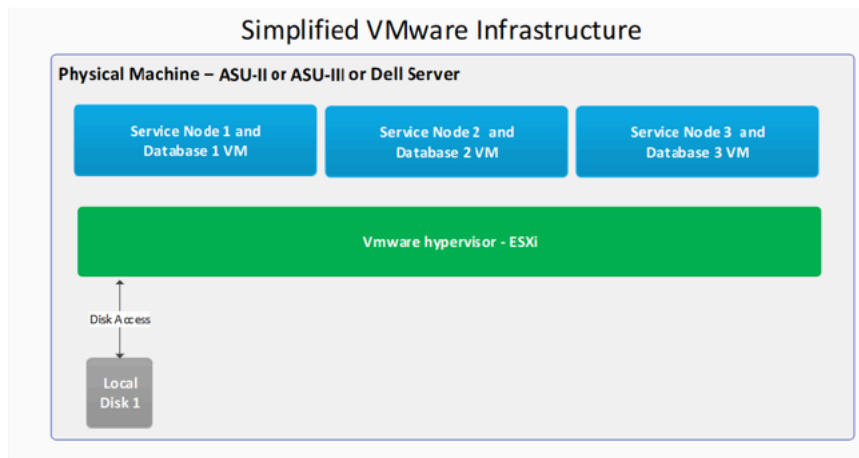 Simplified VMware Infrastructure
Physical Machine – ASU-II or ASU-III or Dell Server
Service Node 1 and
Database 1 VM
Service Node 2 and
Database 2 VM
Service Node 3 and
Database 3 VM
Vmware hypervisor - ESXi
Disk Access
Local
Disk 1